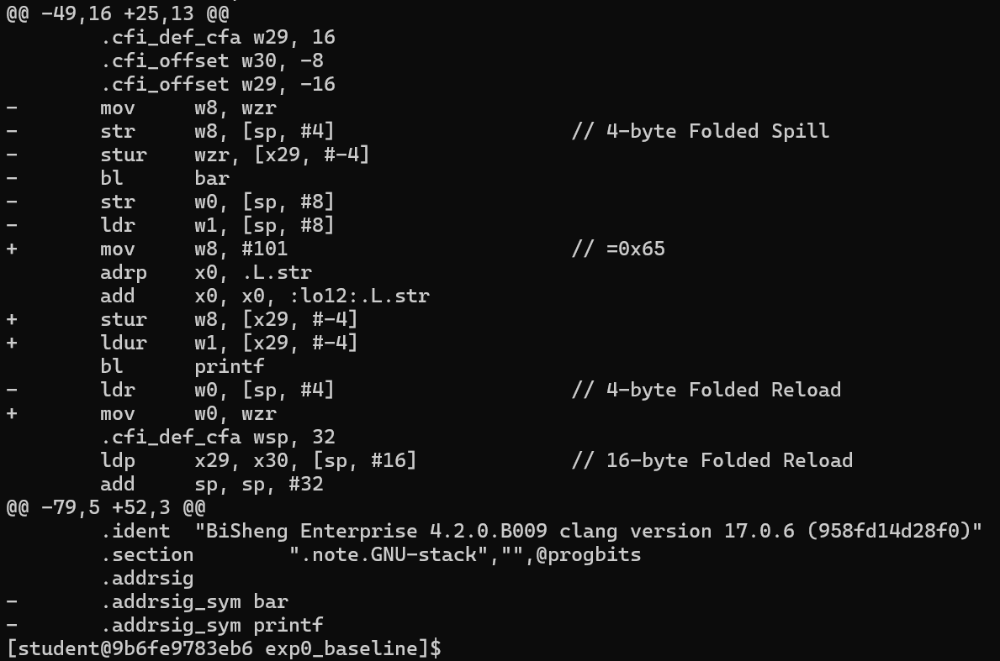 @@ -49,16 +25,13 @@
        .cfi_def_cfa w29, 16
        .cfi_offset w30, -8
        .cfi_offset w29, -16
-       mov     w8, wzr
-       str     w8, [sp, #4]                    // 4-byte Folded Spill
-       stur    wzr, [x29, #-4]
-       bl      bar
-       str     w0, [sp, #8]
-       ldr     w1, [sp, #8]
+       mov     w8, #101                        // =0x65
        adrp    x0, .L.str
        add     x0, x0, :lo12:.L.str
+       stur    w8, [x29, #-4]
+       ldur    w1, [x29, #-4]
        bl      printf
-       ldr     w0, [sp, #4]                    // 4-byte Folded Reload
+       mov     w0, wzr
        .cfi_def_cfa wsp, 32
        ldp     x29, x30, [sp, #16]             // 16-byte Folded Reload
        add     sp, sp, #32
@@ -79,5 +52,3 @@
        .ident  "BiSheng Enterprise 4.2.0.B009 clang version 17.0.6 (958fd14d28f0)"
        .section        ".note.GNU-stack","",@progbits
        .addrsig
-       .addrsig_sym bar
-       .addrsig_sym printf
[student@9b6fe9783eb6 exp0_baseline]$